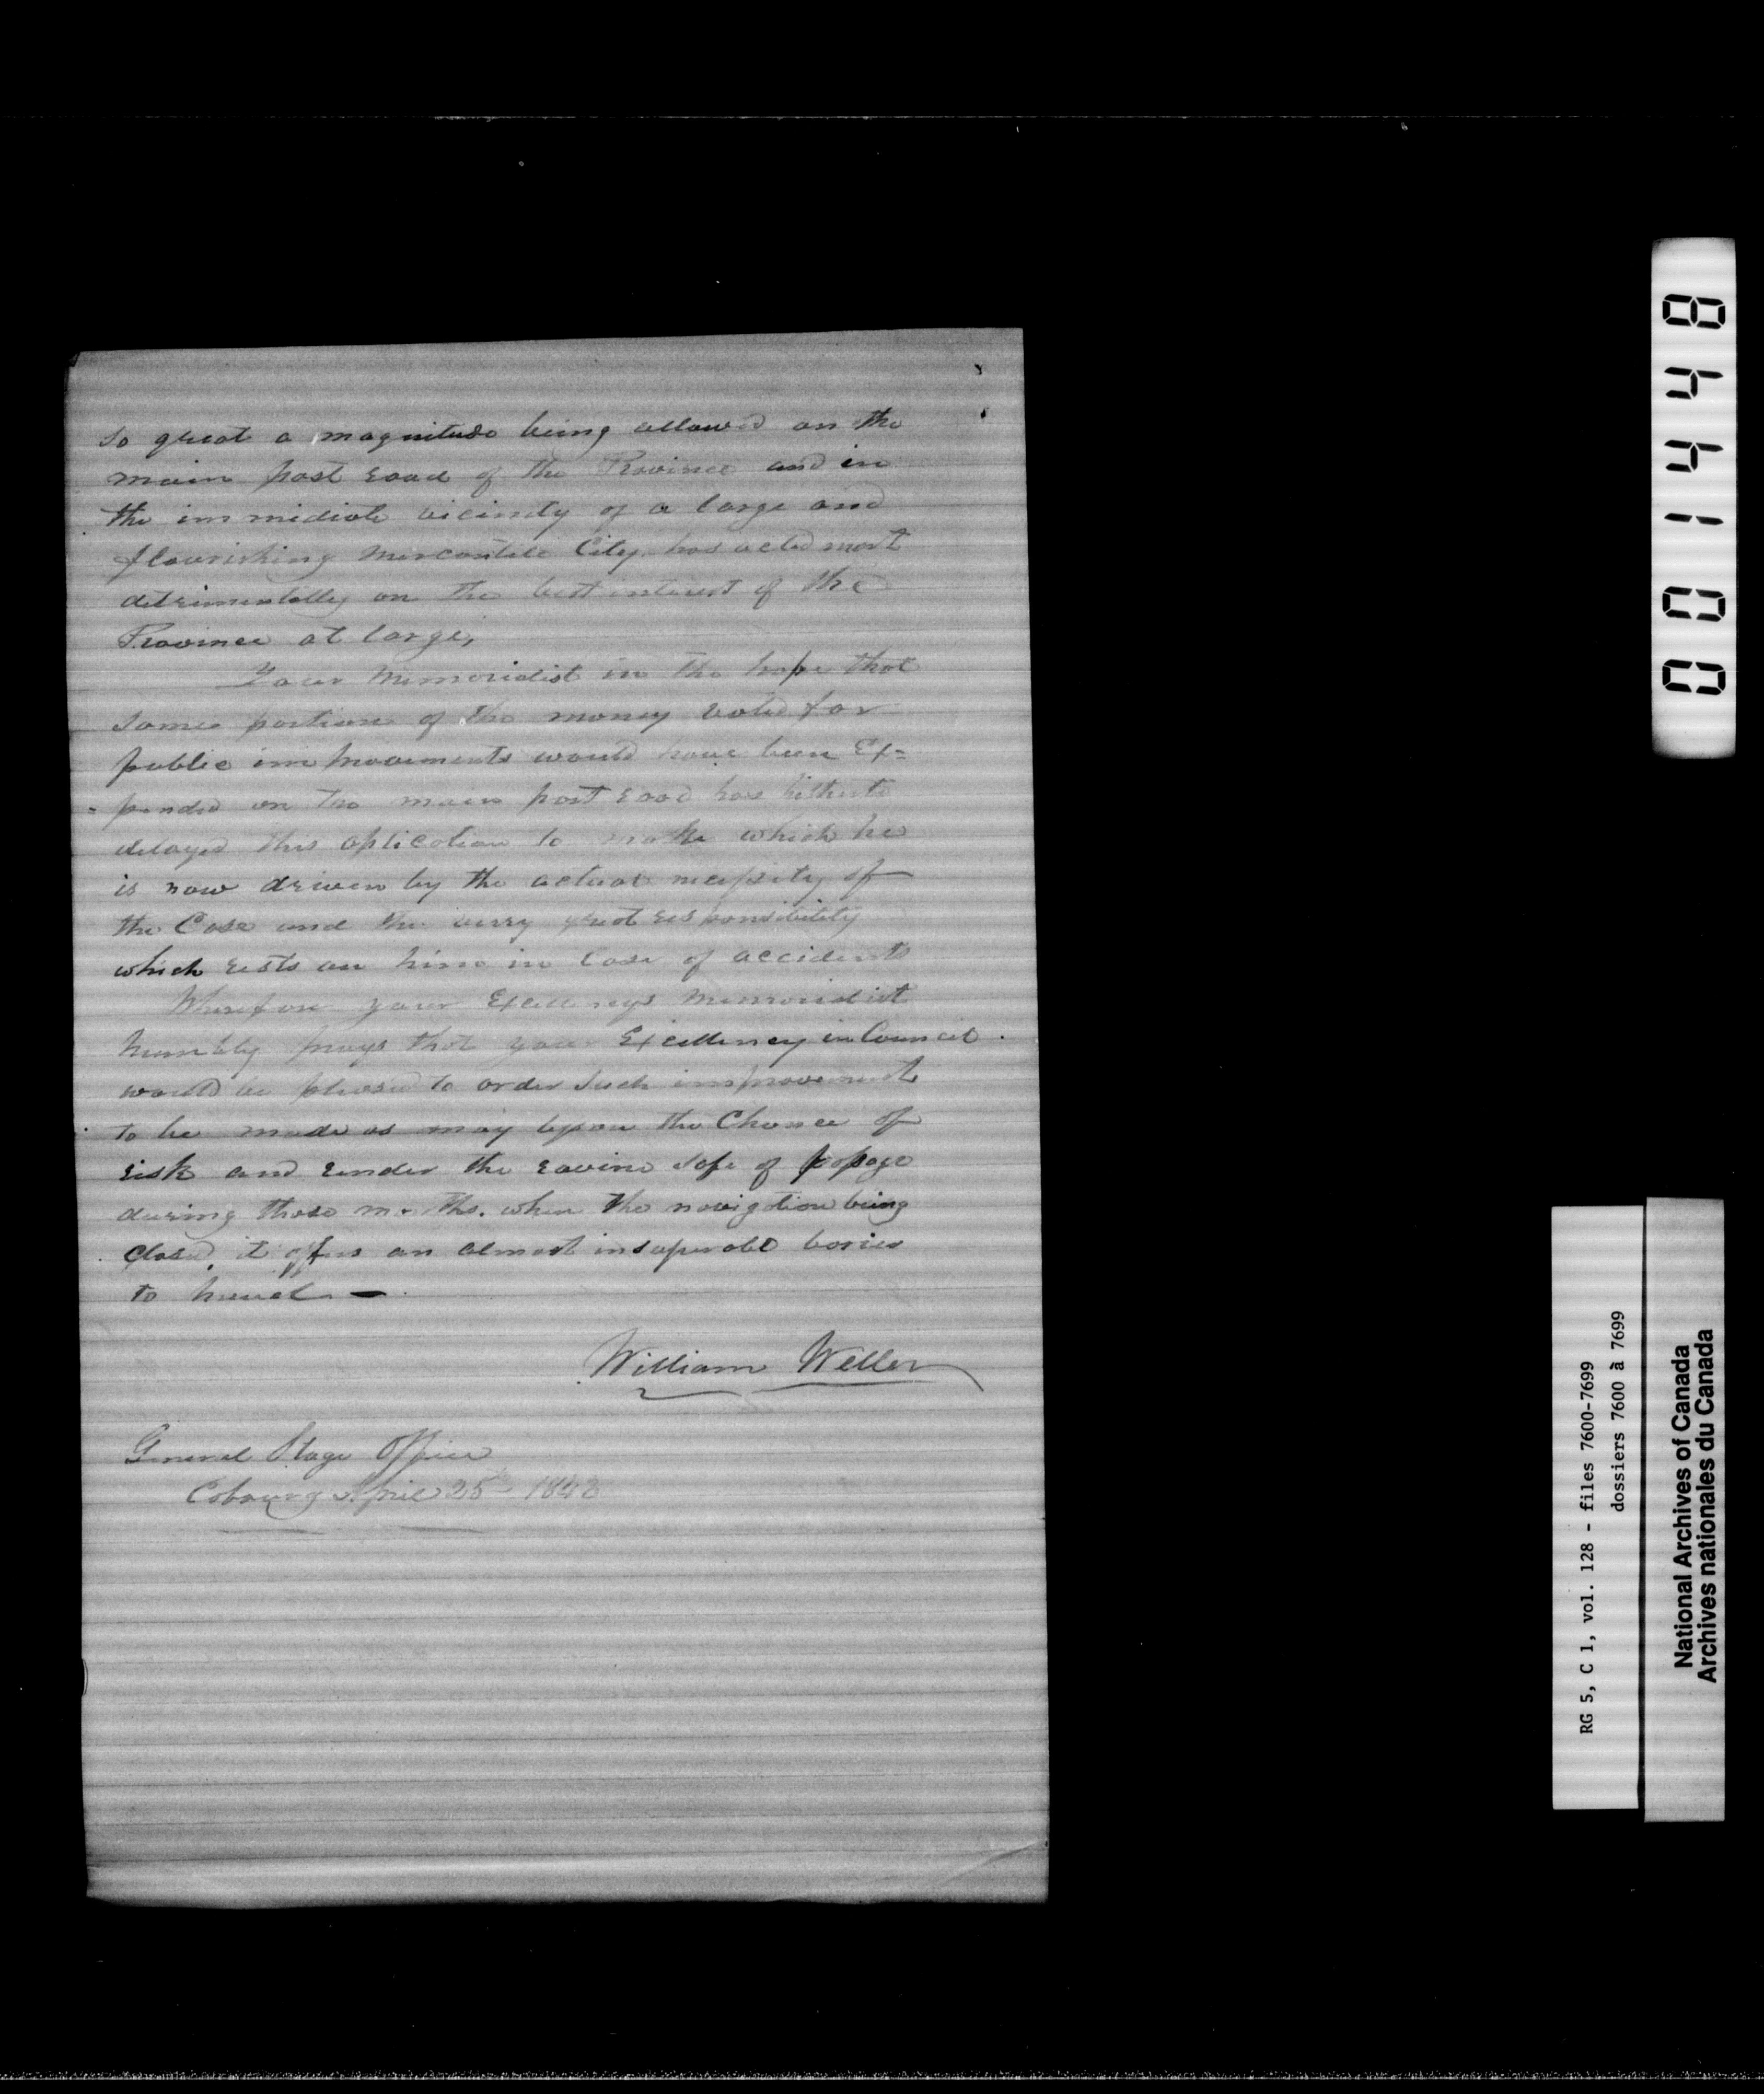 so great a magnitude being allowed on the
main post road of the Province and in
the immediate vicinity of a large and
flourishing Mercantile City has acted most
detrimentally on the best interest of the
Province at large,
Your Memorialist in the hope that
some portion of the money voted for
public improvements would have been Ex=
=pended on the main post road has hitherto
delayed this aplication to make which he
is now driven by the actual necessity of
the Case and the very great responsibility
which rests on him in Case of accidents
Wherefore your Excellencys Memorialist
humbly prays that your Excellency in Council
would be pleased to order such improvements
to be made as may the Chance of
risk and render the ravine safe of passage
during those months. when the navigation being
closed, it offers an almost insuperable barier
to travel —
William Weller
General Stage Office
Cobourg April 25th 1843
001448
RG 5, C 1, vol. 128 - files 7600-7699
dossiers 7600 à 7699
National Archives of Canada
Archives nationales du Canada